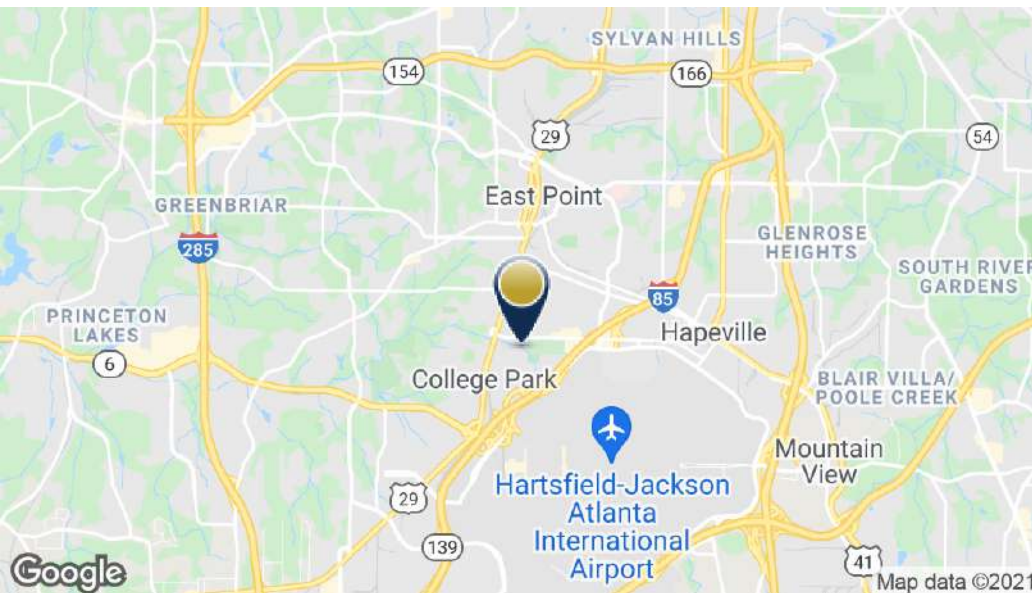 SYLVAN HILLS
154
166
29
54
East Point
GREENBRIAR
285
GLENROSE
HEIGHTS
SOUTH RIVER
GARDENS
85
PRINCETON
LAKES
Hapeville
6
College Park
BLAIR VILLA/
POOLE CREEK
Mountain
View
Hartsfield-Jackson
Atlanta
International
Airport
29
139
41
Google
Map data ©2021